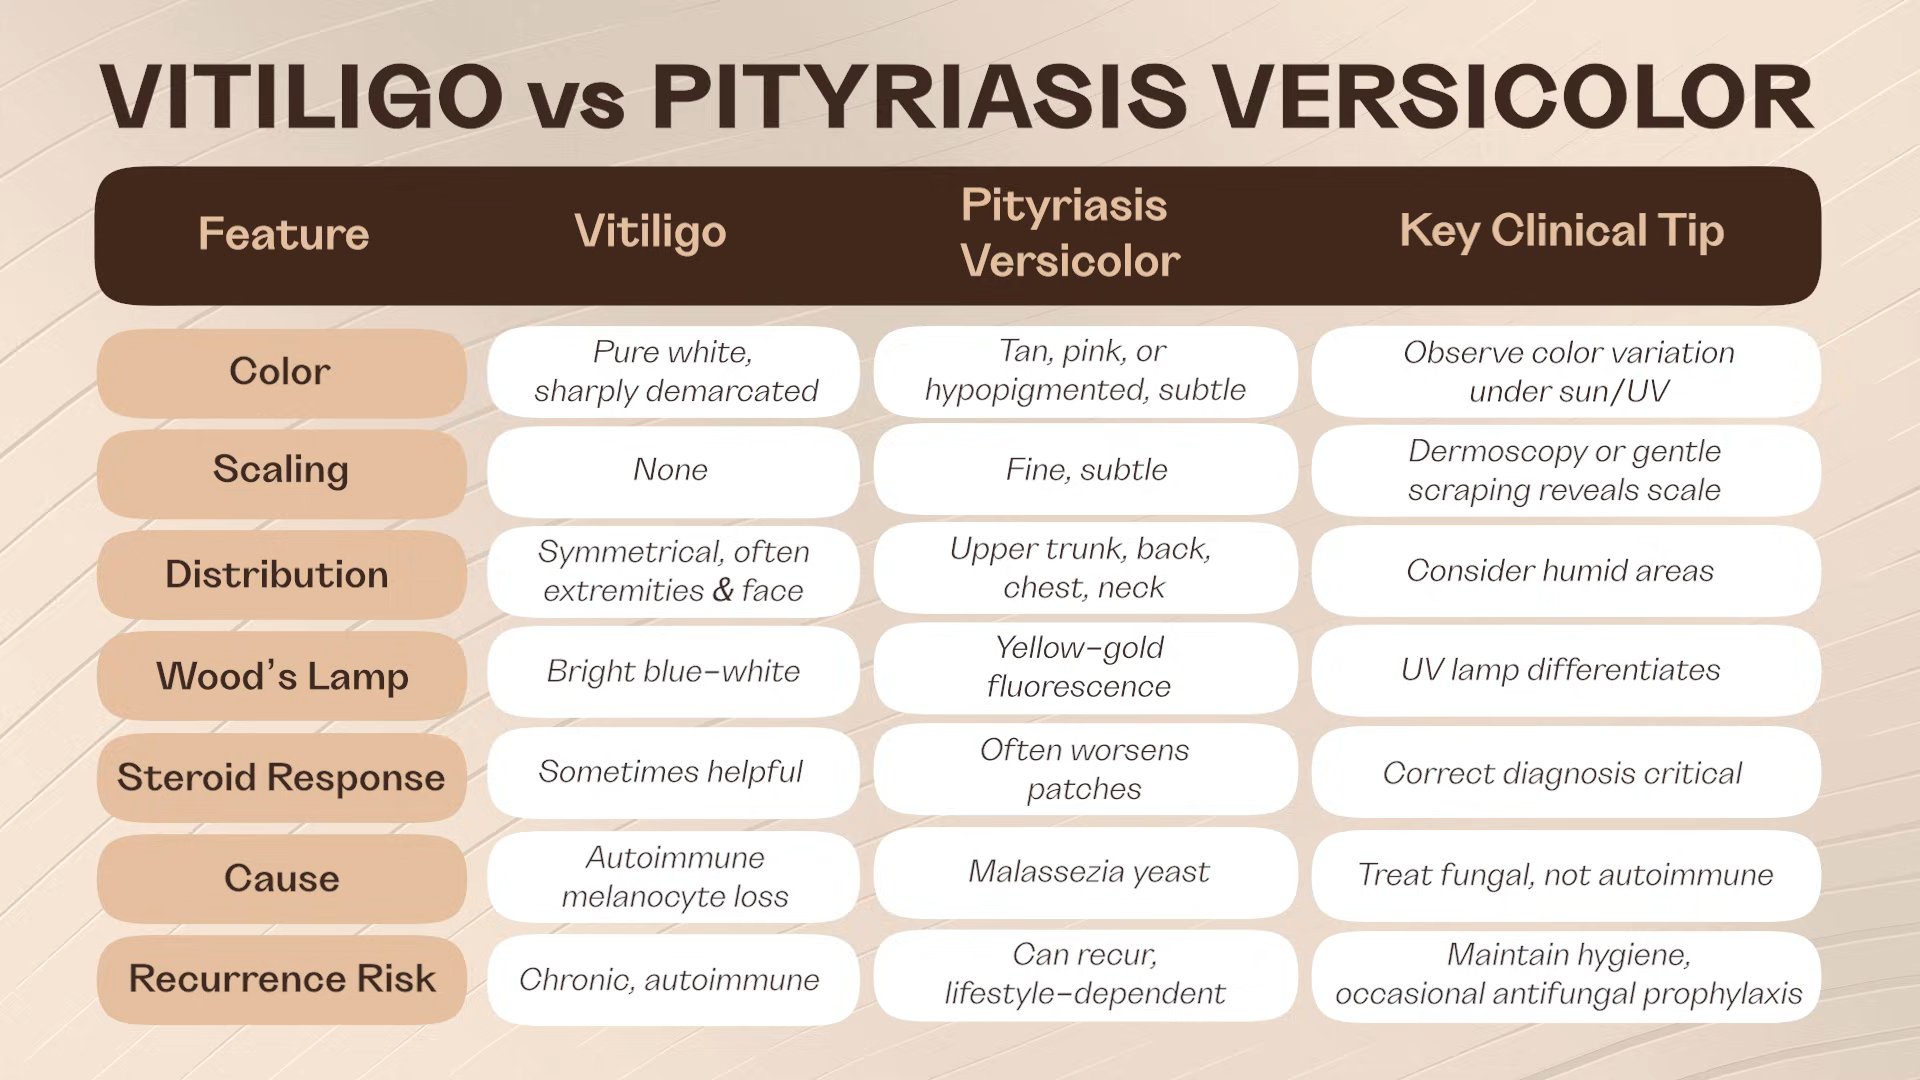 VITILIGO vs PITYRIASIS VERSICOLOR
Feature
Vitiligo
Pityriasis
Versicolor
Key Clinical Tip
Color
Pure white,
sharply demarcated
Tan, pink, or
hypopigmented, subtle
Observe color variation
under sun/UV
Scaling
None
Fine, subtle
Dermoscopy or gentle
scraping reveals scale
Distribution
Symmetrical, often
extremities & face
Upper trunk, back,
chest, neck
Consider humid areas
Wood's Lamp
Bright blue-white
Yellow-gold
fluorescence
UV lamp differentiates
Steroid Response
Sometimes helpful
Often worsens
patches
Correct diagnosis critical
Cause
Autoimmune
melanocyte loss
Malassezia yeast
Treat fungal, not autoimmune
Recurrence Risk
Chronic, autoimmune
Can recur,
lifestyle-dependent
Maintain hygiene,
occasional antifungal prophylaxis